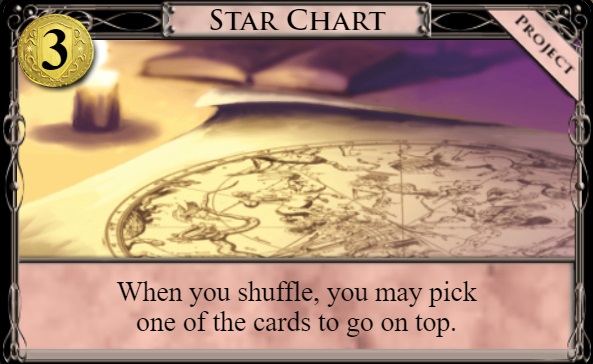 3
STAR CHART
PROJECT
When you shuffle, you may pick
one of the cards to go on top.